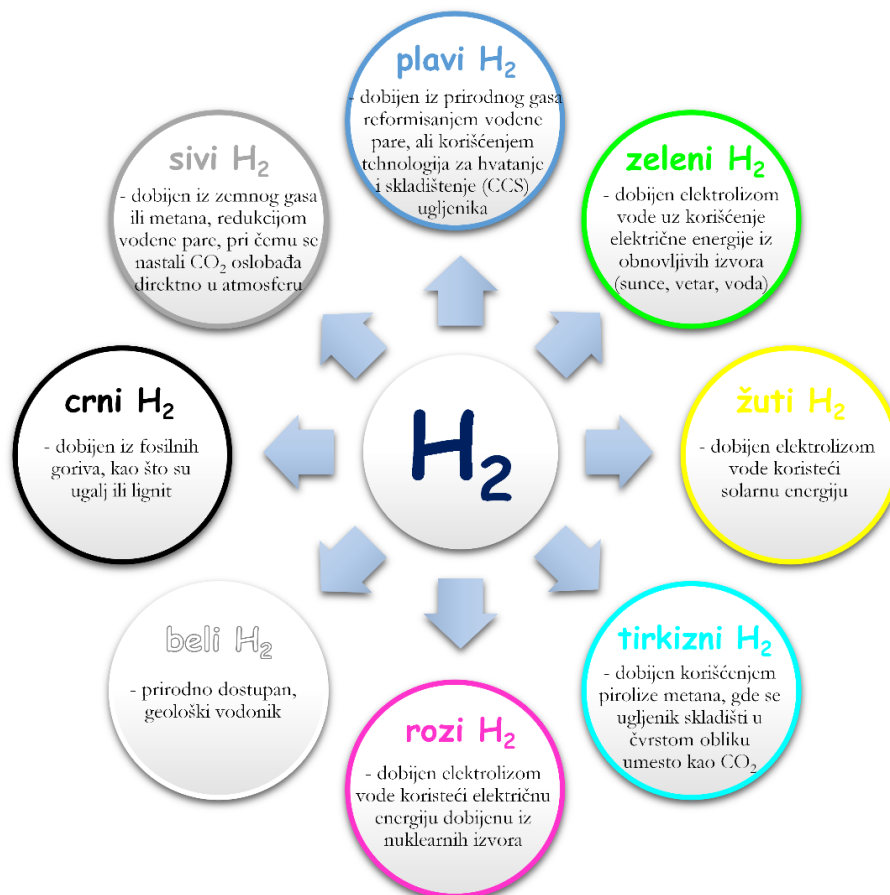 plavi H₂
- dobijen iz prirodnog gasa
reformisanjem vodene
pare, ali korišćenjem
tehnologija za hvatanje
i skladištenje (CCS)
ugljenika
zeleni H₂
- dobijen elektrolizom
vode uz korišćenje
električne energije iz
obnovljivih izvora
(sunce, vetar, voda)
žuti H₂
- dobijen elektrolizom
vode koristeći
solarnu energiju
tirkizni H₂
- dobijen korišćenjem
pirolize metana, gde se
ugljenik skladišti u
čvrstom obliku
umesto kao CO₂
rozi H₂
- dobijen elektrolizom
vode koristeći električnu
energiju dobijenu iz
nuklearnih izvora
beli H₂
- prirodno dostupan,
geološki vodonik
crni H₂
- dobijen iz fosilnih
goriva, kao što su
ugalj ili lignit
sivi H₂
- dobijen iz zemnog gasa
ili metana, redukcijom
vodene pare, pri čemu se
nastali CO₂ oslobađa
direktno u atmosferu
H₂